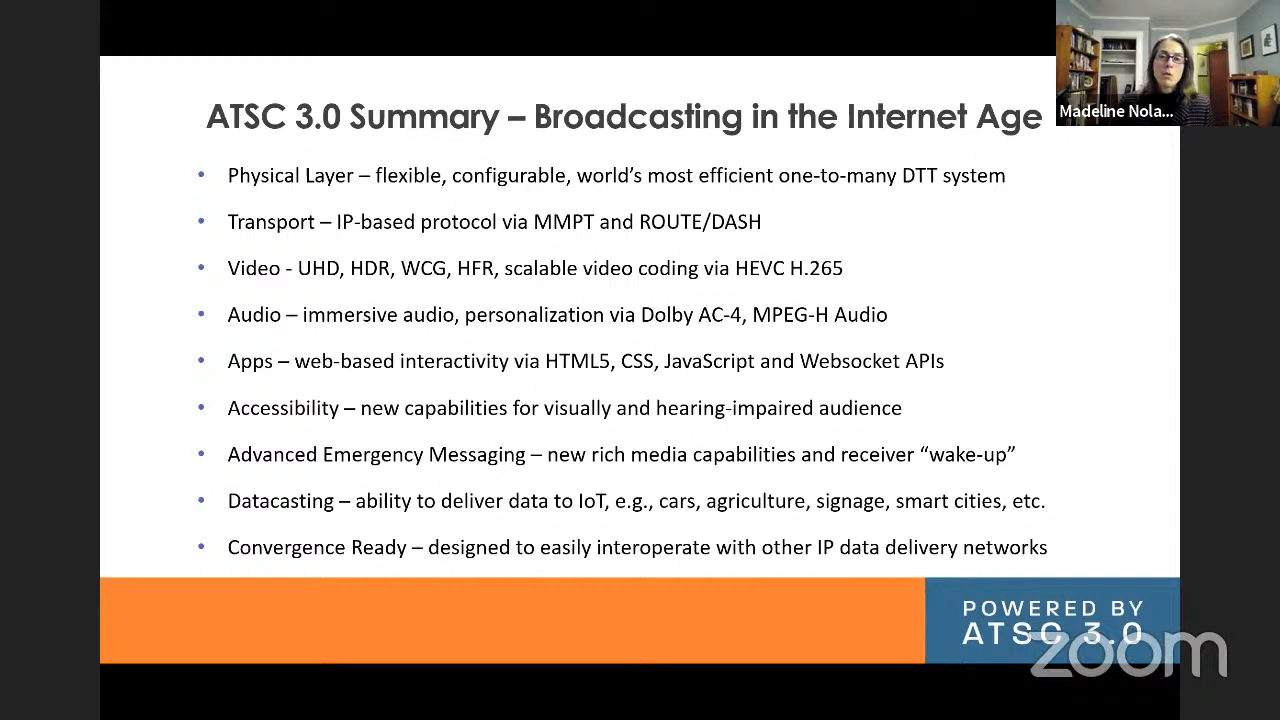 ATSC 3.0 Summary – Broadcasting in the Internet Age
Madeline Nola...
• Physical Layer – flexible, configurable, world’s most efficient one-to-many DTT system
• Transport – IP-based protocol via MMPT and ROUTE/DASH
• Video - UHD, HDR, WCG, HFR, scalable video coding via HEVC H.265
• Audio – immersive audio, personalization via Dolby AC-4, MPEG-H Audio
• Apps – web-based interactivity via HTML5, CSS, JavaScript and Websocket APIs
• Accessibility – new capabilities for visually and hearing-impaired audience
• Advanced Emergency Messaging – new rich media capabilities and receiver “wake-up”
• Datacasting – ability to deliver data to IoT, e.g., cars, agriculture, signage, smart cities, etc.
• Convergence Ready – designed to easily interoperate with other IP data delivery networks
POWERED BY
ATSC 3.0
zoom